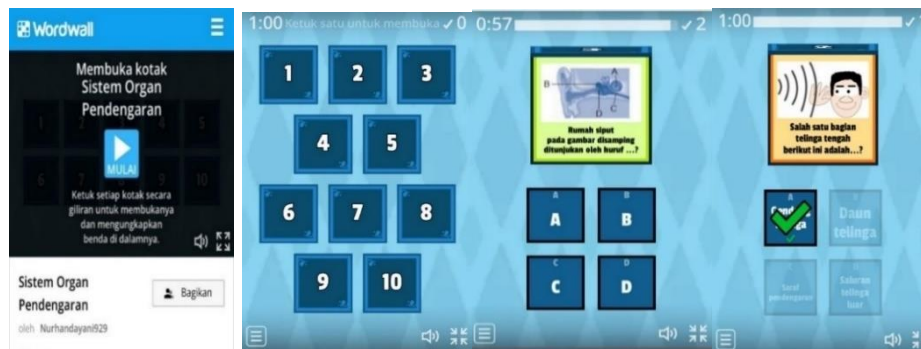 Wordwall
Membuka kotak
Sistem Organ
Pendengaran
MULAI
Ketuk setiap kotak secara
giliran untuk membukanya
dan mengungkapkan
benda di dalamnya.
Sistem Organ
Pendengaran
Bagikan
oleh Nurhandayani929
1:00 Ketuk satu untuk membuka ✓ 0
1 2 3
4 5
6 7 8
9 10
0:57 ✓ 2
B A
D C
Rumah siput
pada gambar disamping
ditunjukan oleh huruf ...?
A B
A B
C D
C D
1:00 ✓
Salah satu bagian
telinga tengah
berikut ini adalah...?
A
Daun
telinga
Saraf
pendengaran
Saluran
telinga
luar